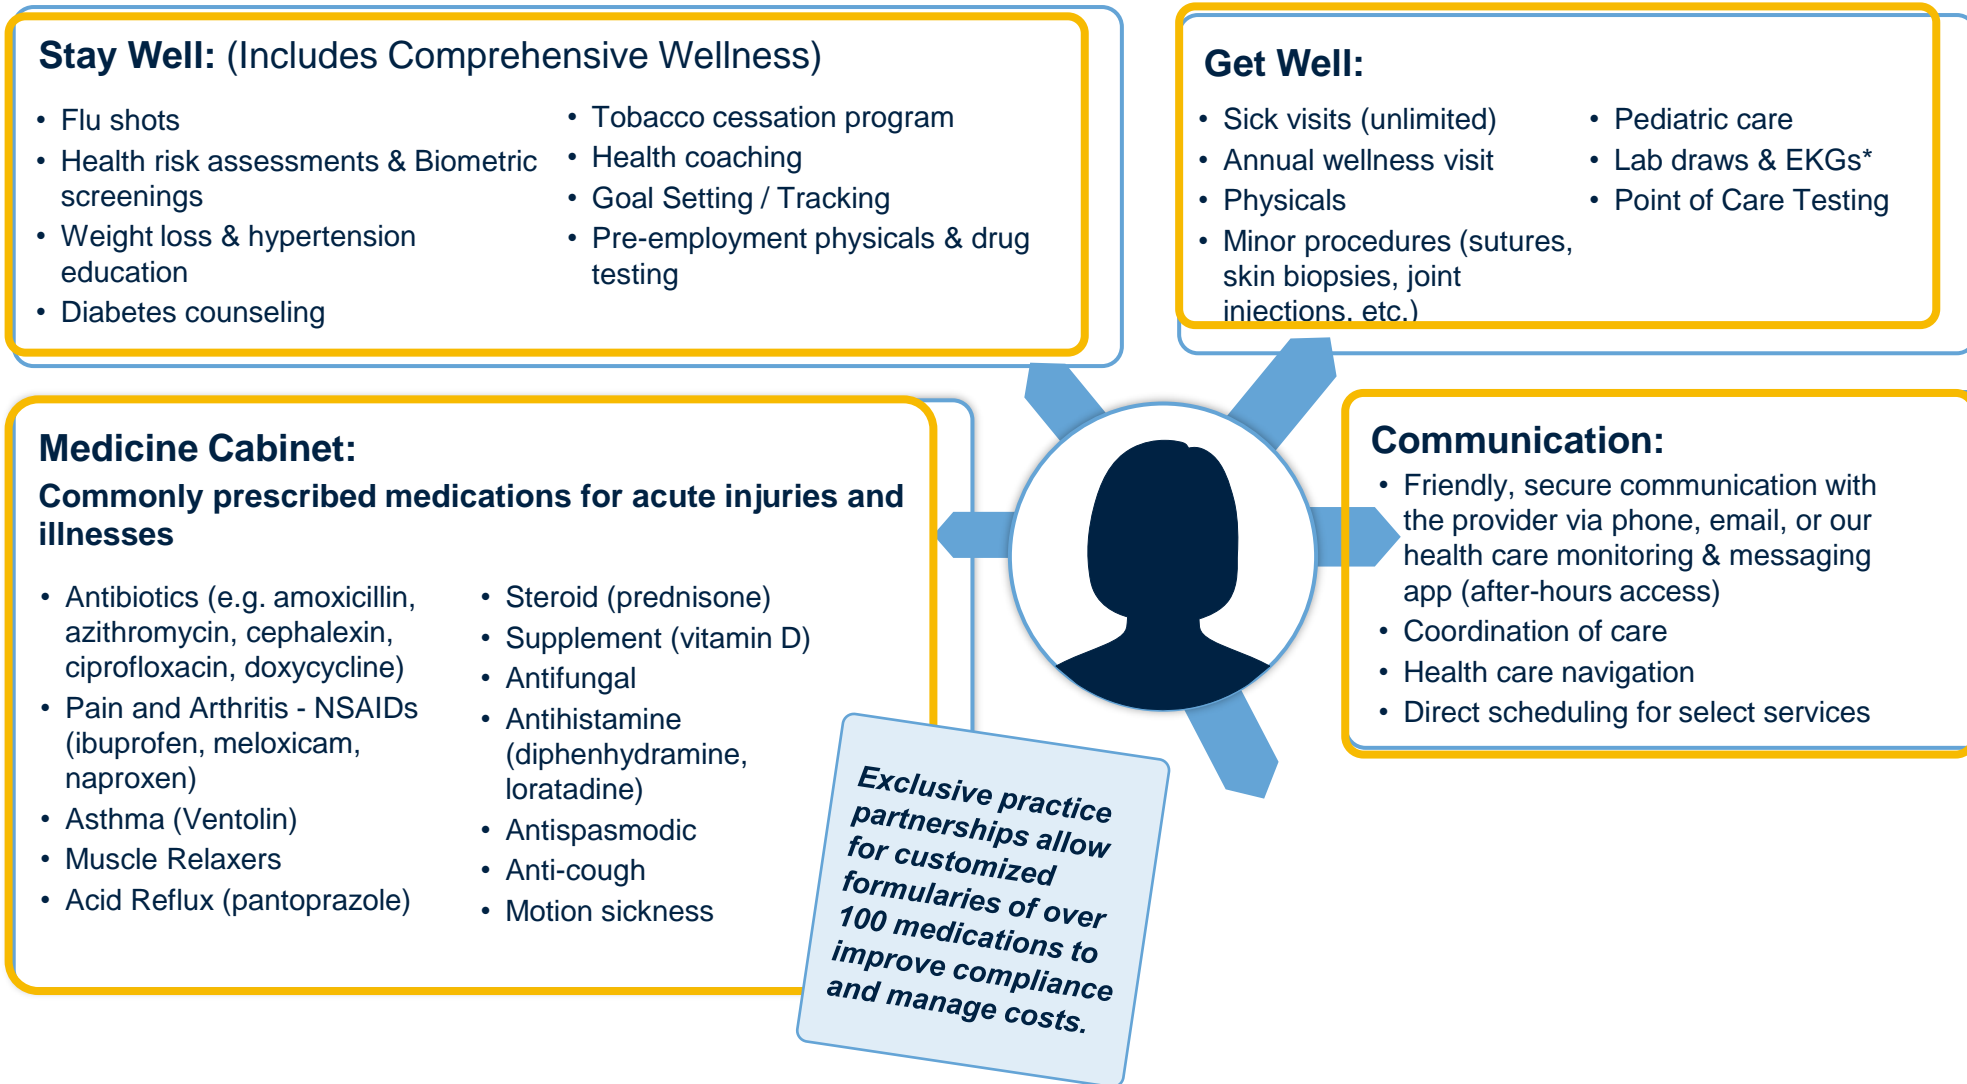 Stay Well: (Includes Comprehensive Wellness)
• Flu shots
• Health risk assessments & Biometric
screenings
• Weight loss & hypertension
education
• Diabetes counseling
• Tobacco cessation program
• Health coaching
• Goal Setting / Tracking
• Pre-employment physicals & drug
testing
Get Well:
• Sick visits (unlimited)
• Annual wellness visit
• Physicals
• Minor procedures (sutures,
skin biopsies, joint
injections, etc.)
• Pediatric care
• Lab draws & EKGs*
• Point of Care Testing
Medicine Cabinet:
Commonly prescribed medications for acute injuries and
illnesses
• Antibiotics (e.g. amoxicillin,
azithromycin, cephalexin,
ciprofloxacin, doxycycline)
• Pain and Arthritis - NSAIDs
(ibuprofen, meloxicam,
naproxen)
• Asthma (Ventolin)
• Muscle Relaxers
• Acid Reflux (pantoprazole)
• Steroid (prednisone)
• Supplement (vitamin D)
• Antifungal
• Antihistamine
(diphenhydramine,
loratadine)
• Antispasmodic
• Anti-cough
• Motion sickness
Communication:
• Friendly, secure communication with
the provider via phone, email, or our
health care monitoring & messaging
app (after-hours access)
• Coordination of care
• Health care navigation
• Direct scheduling for select services
Exclusive practice
partnerships allow
for customized
formularies of over
100 medications to
improve compliance
and manage costs.